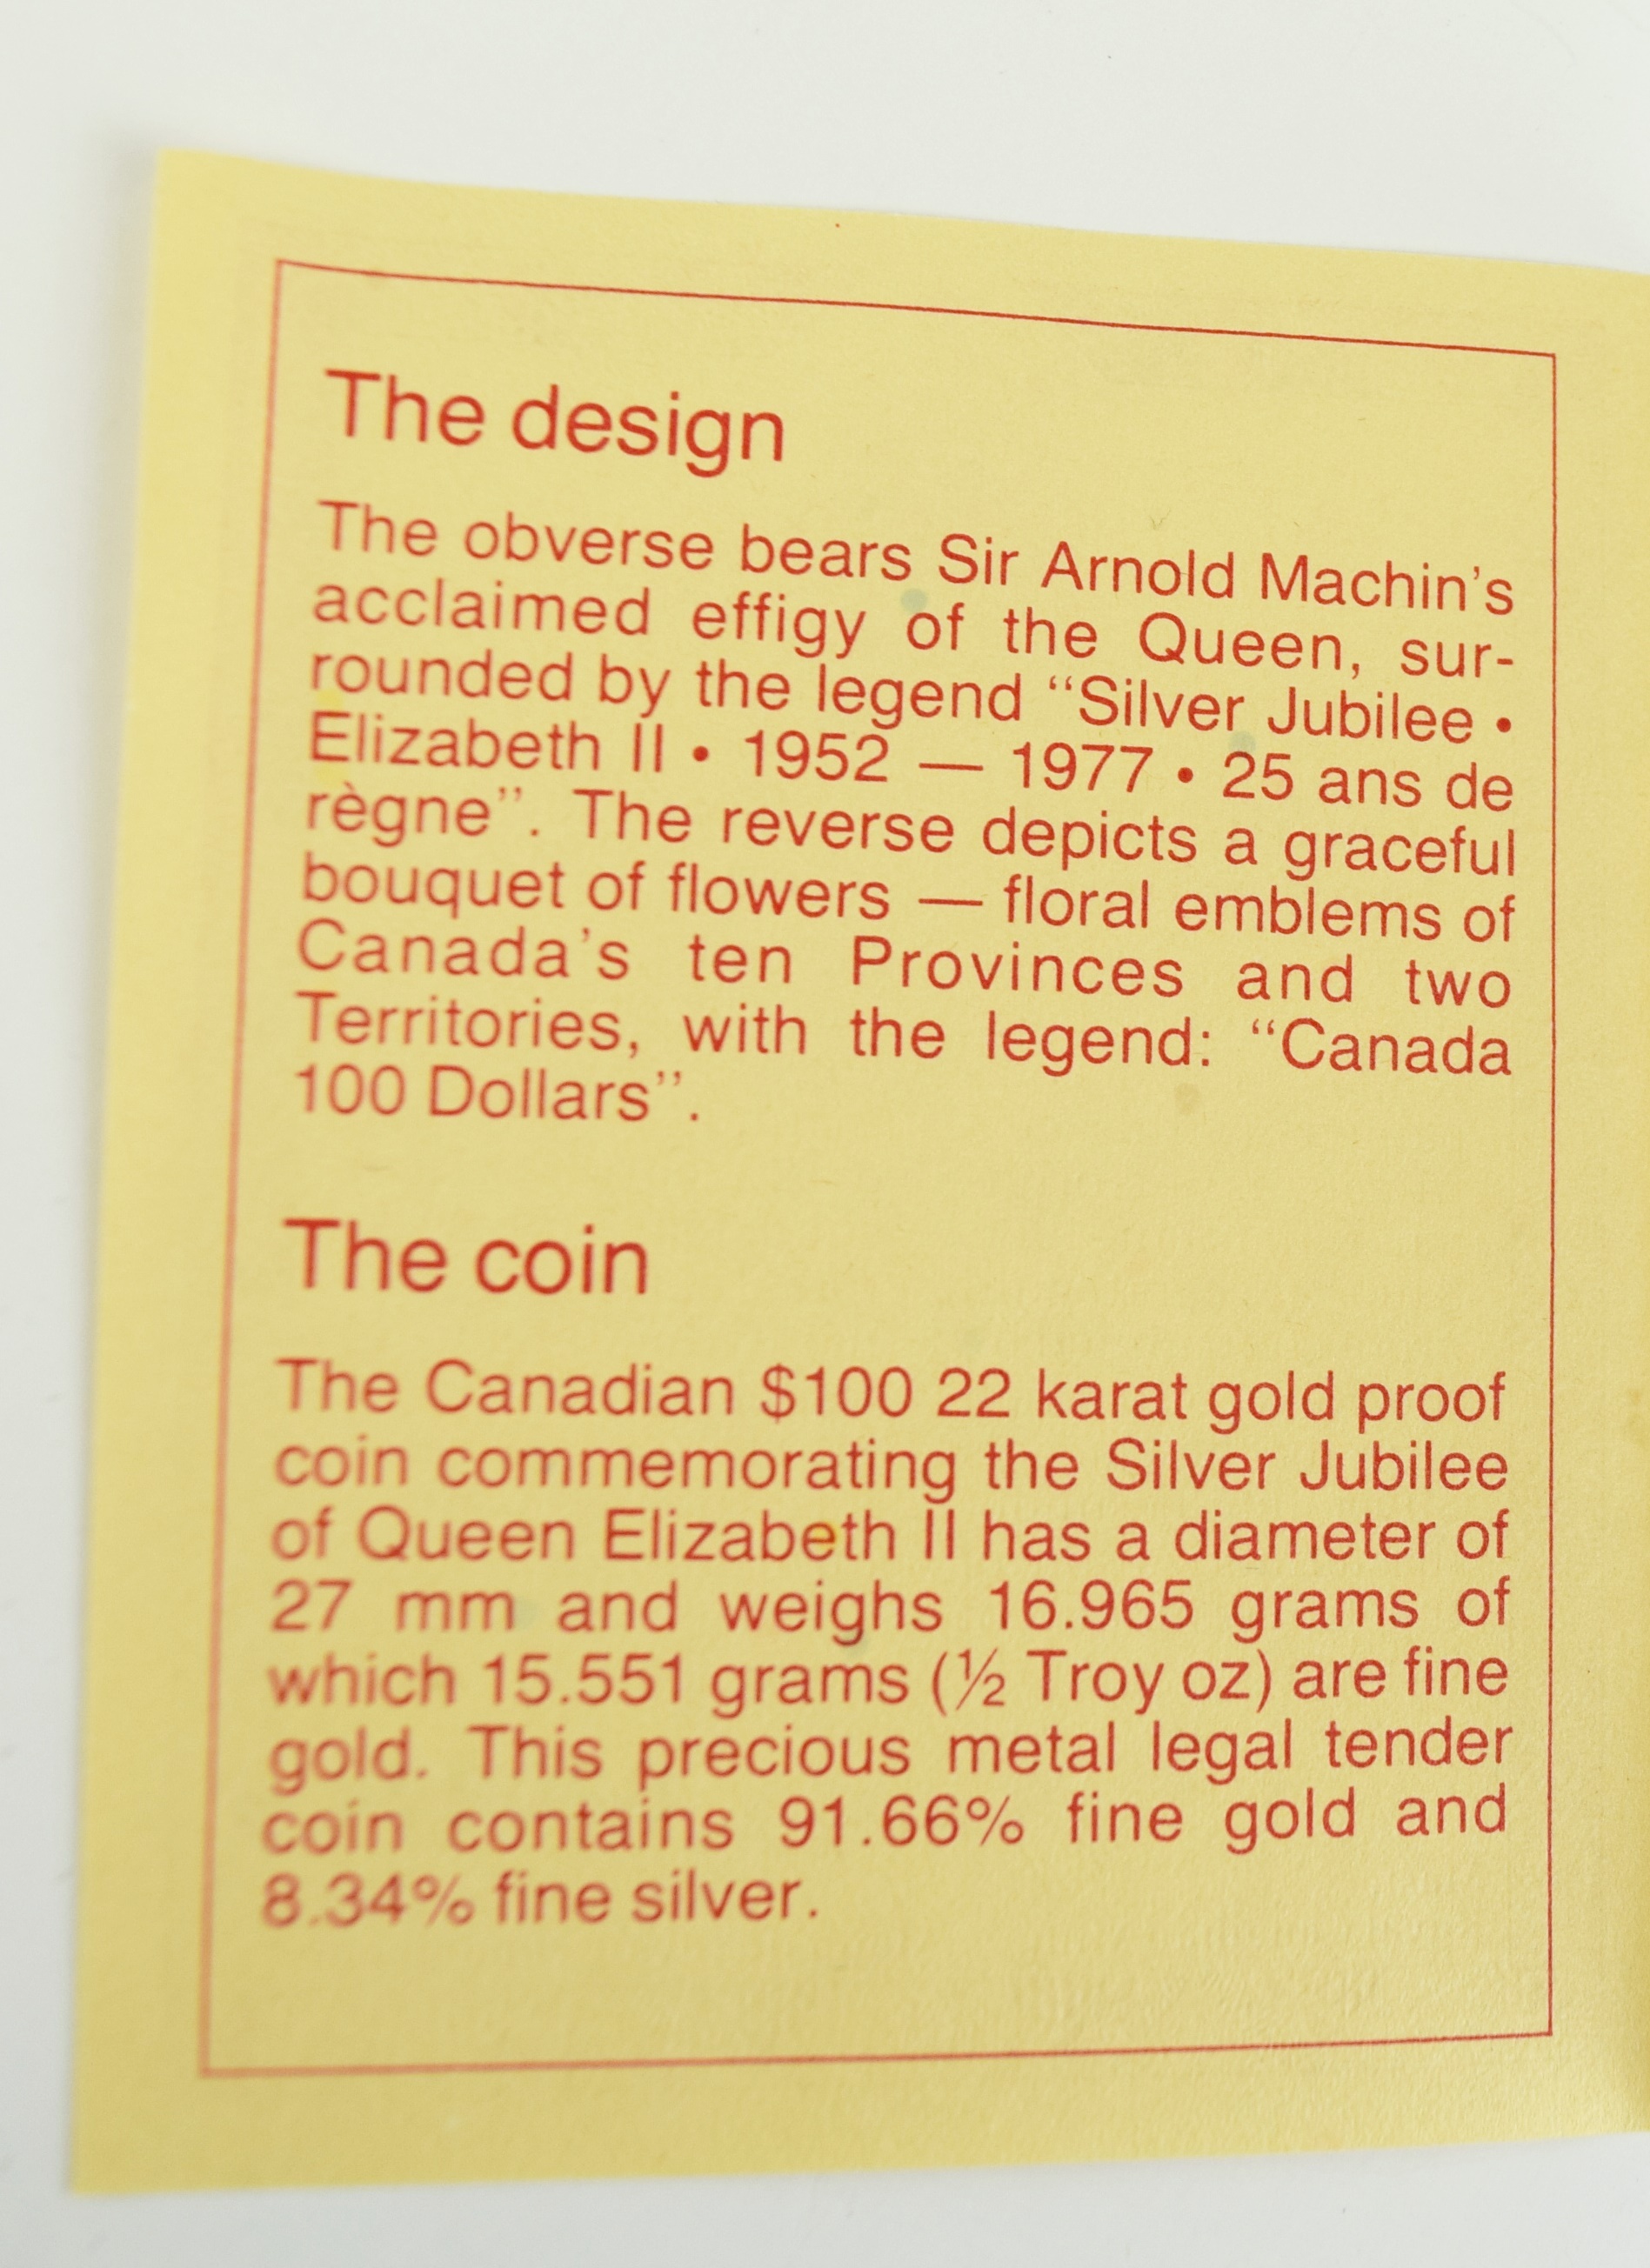 The design
The obverse bears Sir Arnold Machin's
acclaimed effigy of the Queen, sur-
rounded by the legend “Silver Jubilee •
Elizabeth II • 1952 — 1977 • 25 ans de
règne”. The reverse depicts a graceful
bouquet of flowers — floral emblems of
Canada's ten Provinces and two
Territories, with the legend: “Canada
100 Dollars”.
The coin
The Canadian $100 22 karat gold proof
coin commemorating the Silver Jubilee
of Queen Elizabeth II has a diameter of
27 mm and weighs 16.965 grams of
which 15.551 grams (½ Troy oz) are fine
gold. This precious metal legal tender
coin contains 91.66% fine gold and
8.34% fine silver.